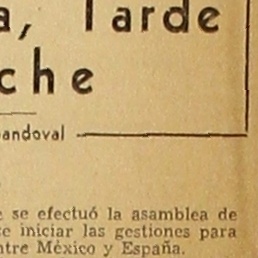 a, Tarde
che
andoval
se efectuó la asamblea de
iniciar las gestiones para
ntre México y España.